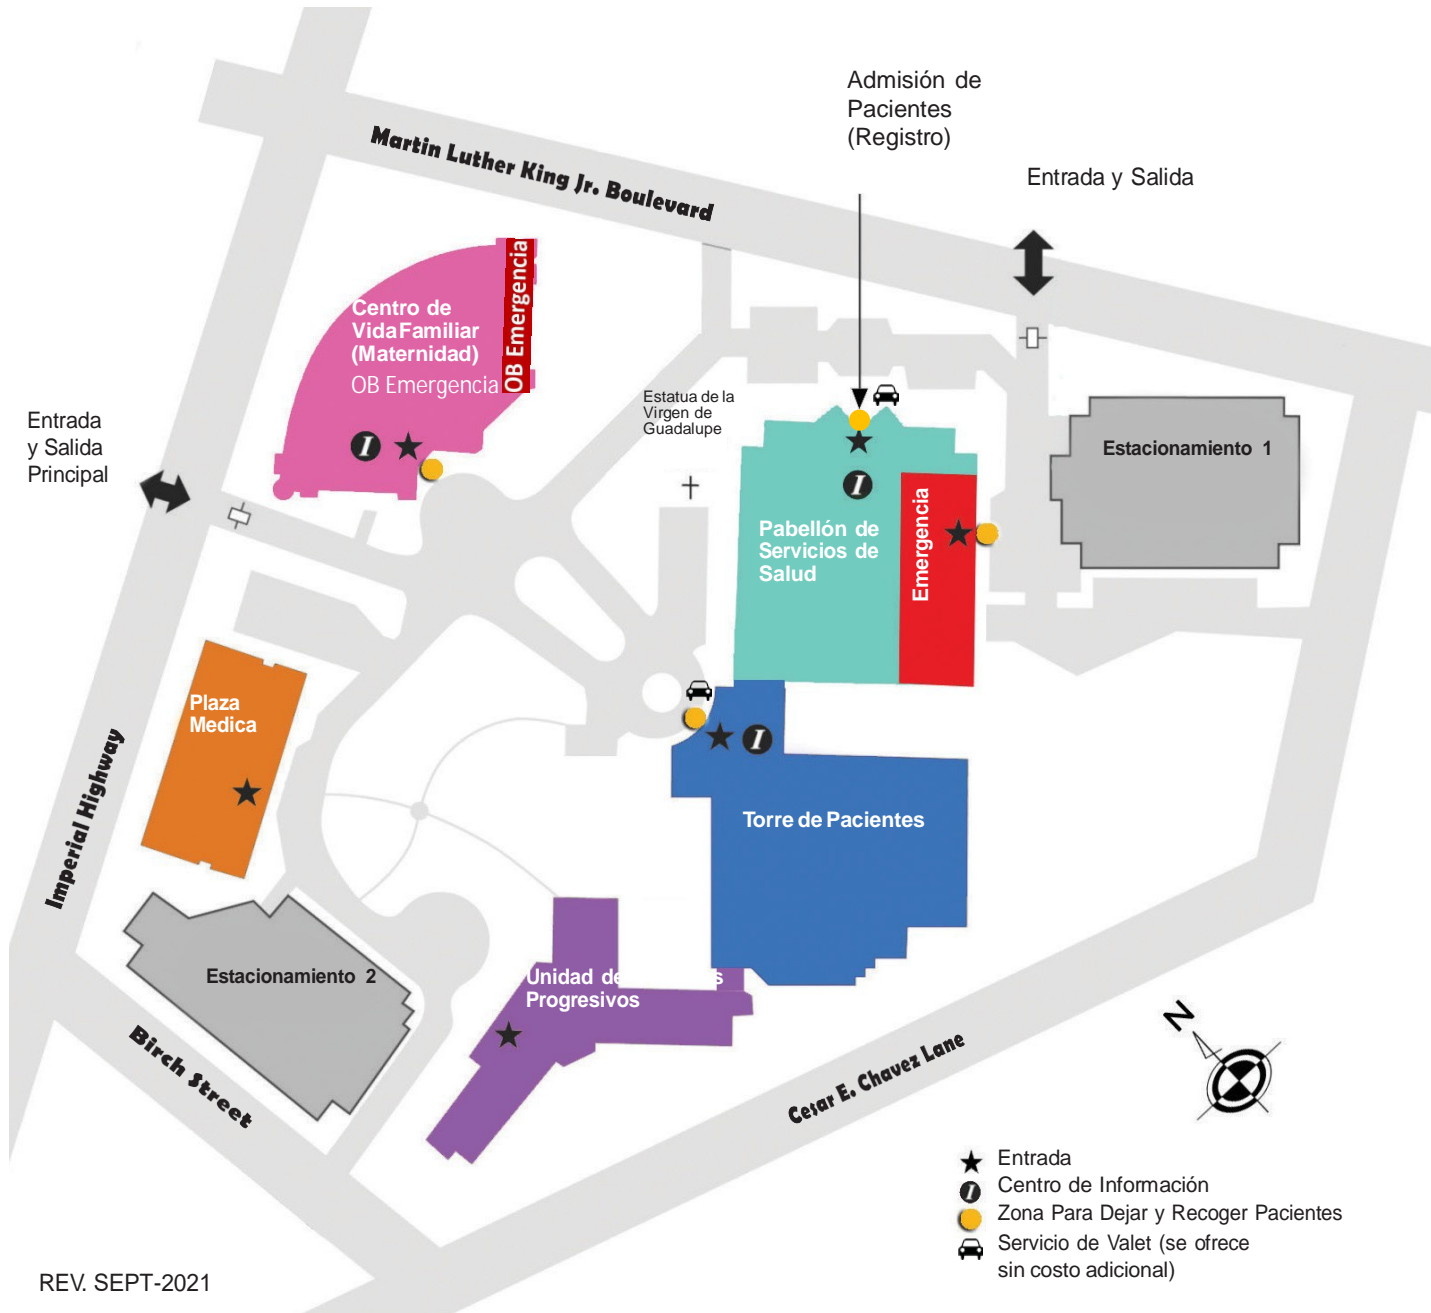 Admisión de
Pacientes
(Registro)
Martin Luther King Jr. Boulevard
Entrada y Salida
OB Emergencia
Centro de
Vida Familiar
(Maternidad)
OB Emergencia
Estatua de la
Virgen de
Guadalupe
Entrada
y Salida
Principal
I
Estacionamiento 1
I
Emergencia
Pabellón de
Servicios de
Salud
Plaza
Medica
I
Imperial Highway
Torre de Pacientes
Estacionamiento 2
Unidad de
Progresivos
Birch Street
Cesar E. Chavez Lane
N
Entrada
I Centro de Información
Zona Para Dejar y Recoger Pacientes
Servicio de Valet (se ofrece
sin costo adicional)
REV. SEPT-2021